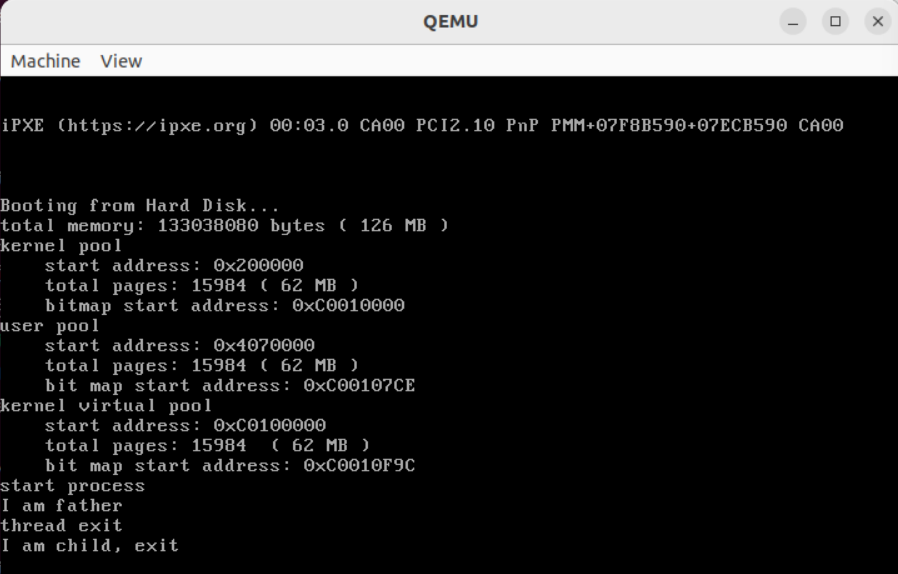 QEMU
Machine View
iPXE (https://ipxe.org) 00:03.0 CA00 PCI2.10 PnP PMM+07F8B590+07ECB590 CA00
Booting from Hard Disk...
total memory: 133038080 bytes ( 126 MB )
kernel pool
    start address: 0x200000
    total pages: 15984 ( 62 MB )
    bitmap start address: 0xC0010000
user pool
    start address: 0x4070000
    total pages: 15984 ( 62 MB )
    bit map start address: 0xC00107CE
kernel virtual pool
    start address: 0xC0100000
    total pages: 15984  ( 62 MB )
    bit map start address: 0xC0010F9C
start process
I am father
thread exit
I am child, exit